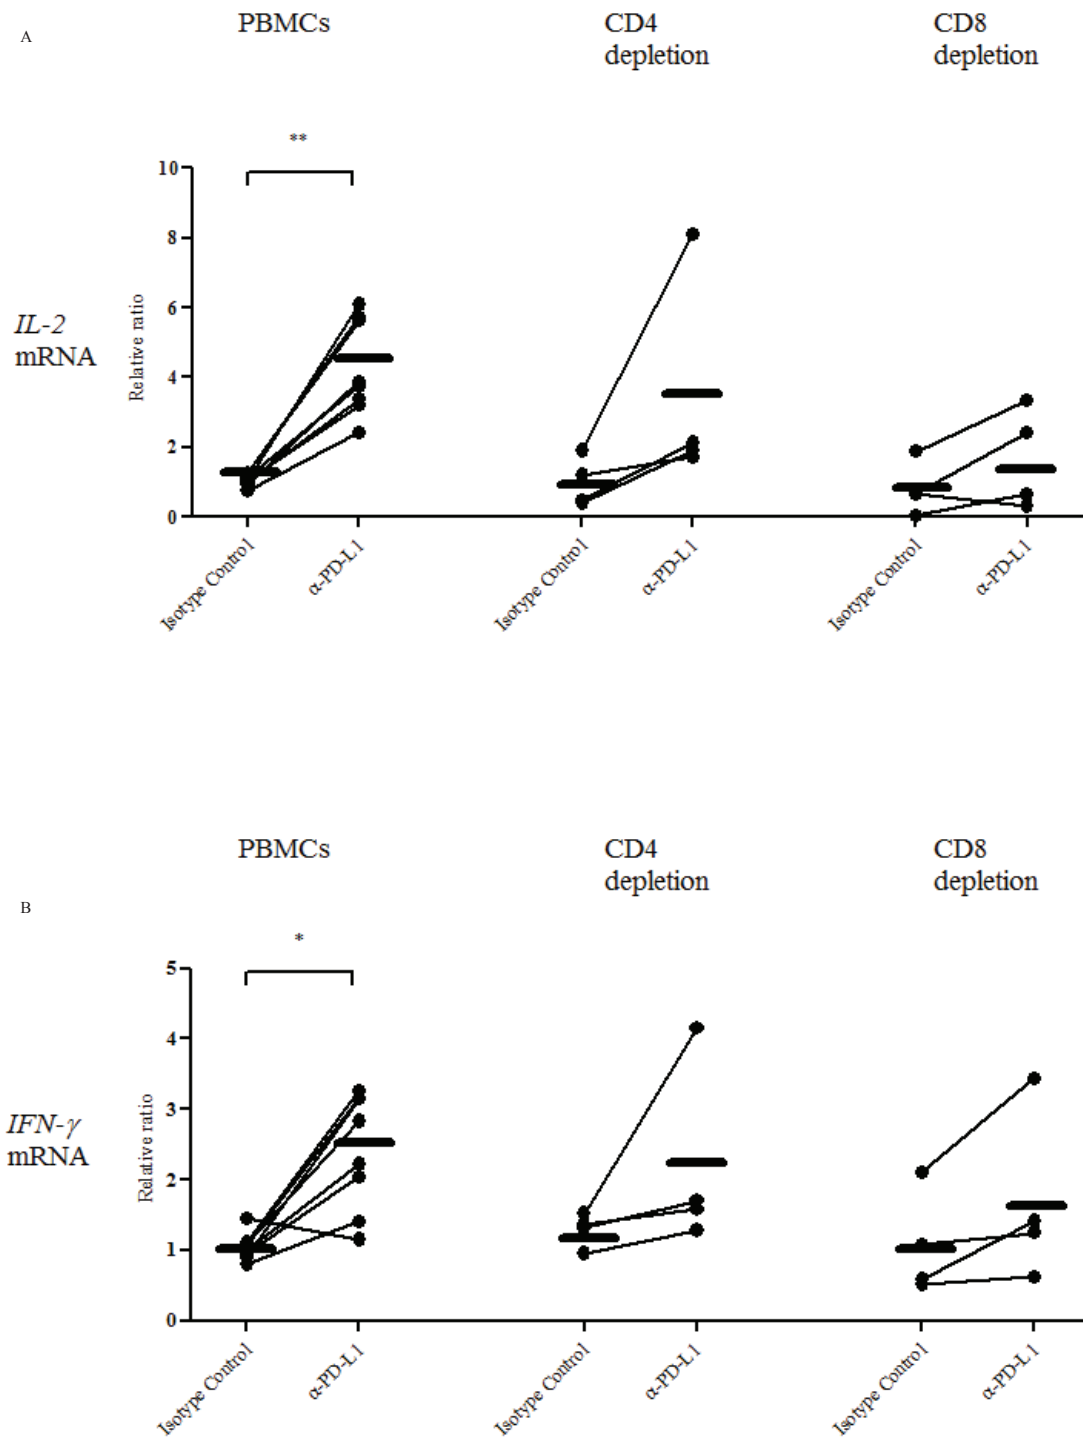 A
PBMCs
CD4
depletion
CD8
depletion
**
10
8
6
4
2
0
Relative ratio
IL-2
mRNA
Isotype Control
α-PD-L1
Isotype Control
α-PD-L1
Isotype Control
α-PD-L1
PBMCs
CD4
depletion
CD8
depletion
B
*
5
4
3
2
1
0
Relative ratio
IFN-γ
mRNA
Isotype Control
α-PD-L1
Isotype Control
α-PD-L1
Isotype Control
α-PD-L1